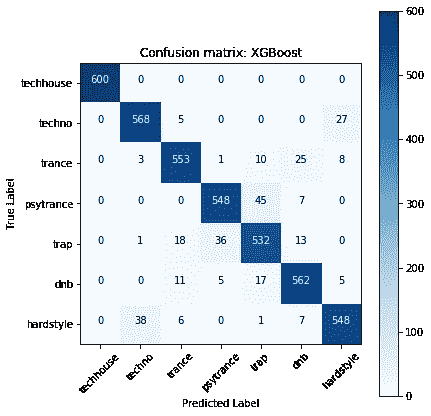 Confusion matrix: XGBoost
600
techhouse 600 0 0 0 0 0 0
500
techno 0 568 5 0 0 0 27
trance 0 3 553 1 10 25 8
400
True Label
psytrance 0 0 0 548 45 7 0
300
trap 0 1 18 36 532 13 0
200
dnb 0 0 11 5 17 562 5
100
hardstyle 0 38 6 0 1 7 548
0
techhouse techno trance psytrance trap dnb hardstyle
Predicted Label